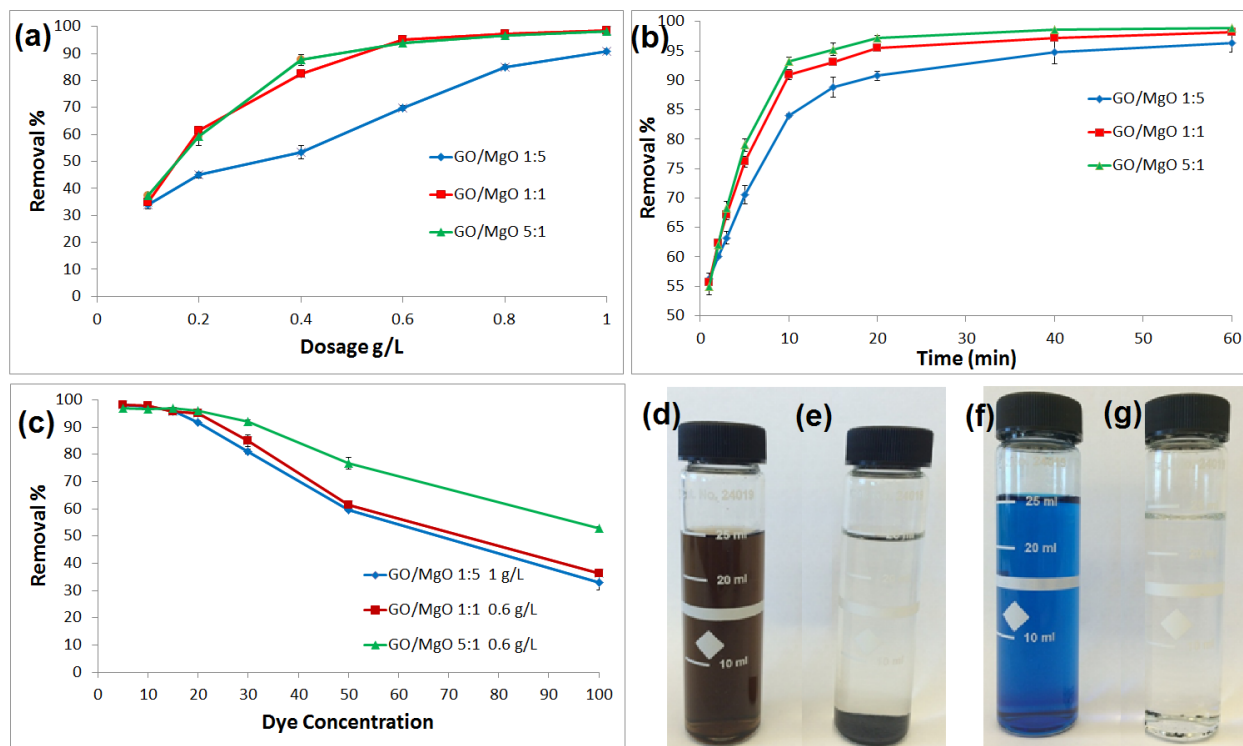 (a)
100
90
80
70
60
50
40
30
20
10
0
Removal %
0
0.2
0.4
0.6
0.8
1
Dosage g/L
GO/MgO 1:5
GO/MgO 1:1
GO/MgO 5:1
(b)
100
95
90
85
80
75
70
65
60
55
50
Removal %
0
10
20
30
40
50
60
Time (min)
GO/MgO 1:5
GO/MgO 1:1
GO/MgO 5:1
(c)
100
90
80
70
60
50
40
30
20
10
0
Removal %
0
10
20
30
40
50
60
70
80
90
100
Dye Concentration
GO/MgO 1:5 1 g/L
GO/MgO 1:1 0.6 g/L
GO/MgO 5:1 0.6 g/L
(d)
No. 24019
25 ml
20 ml
10 ml
(e)
(f)
25 ml
20 ml
10 ml
(g)